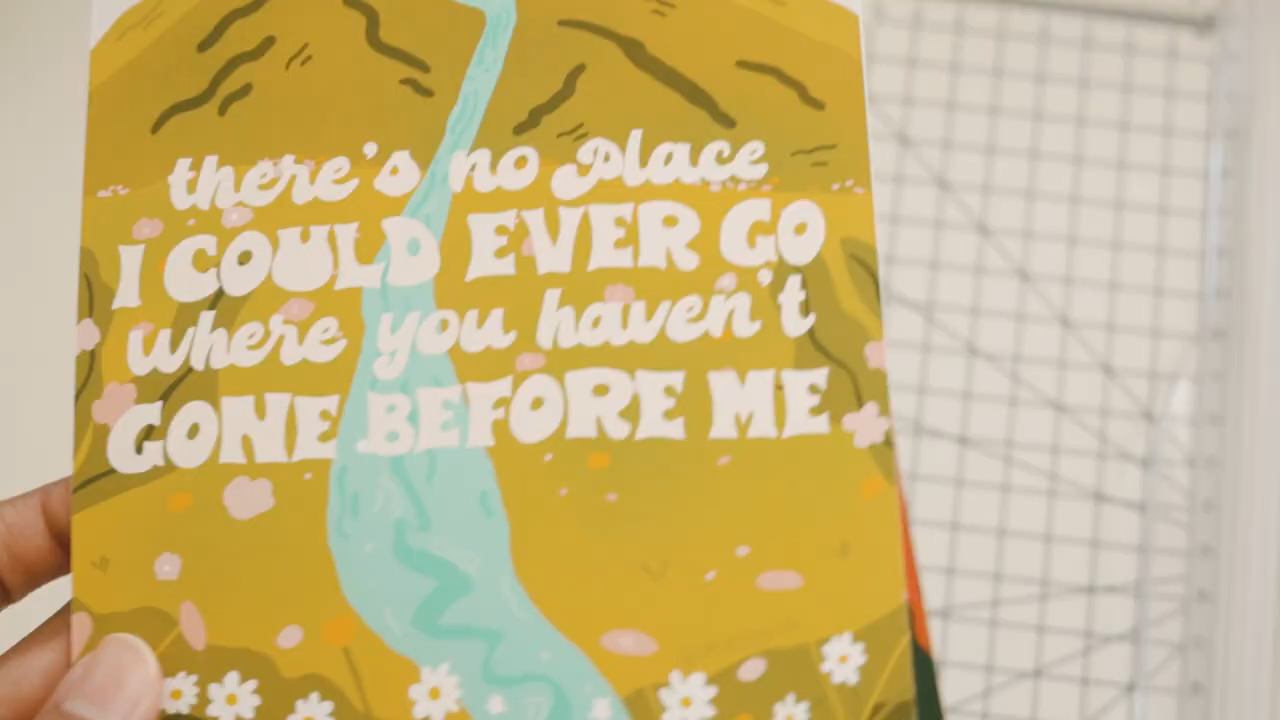 there's no place
I COULD EVER GO
where you haven't
GONE BEFORE ME